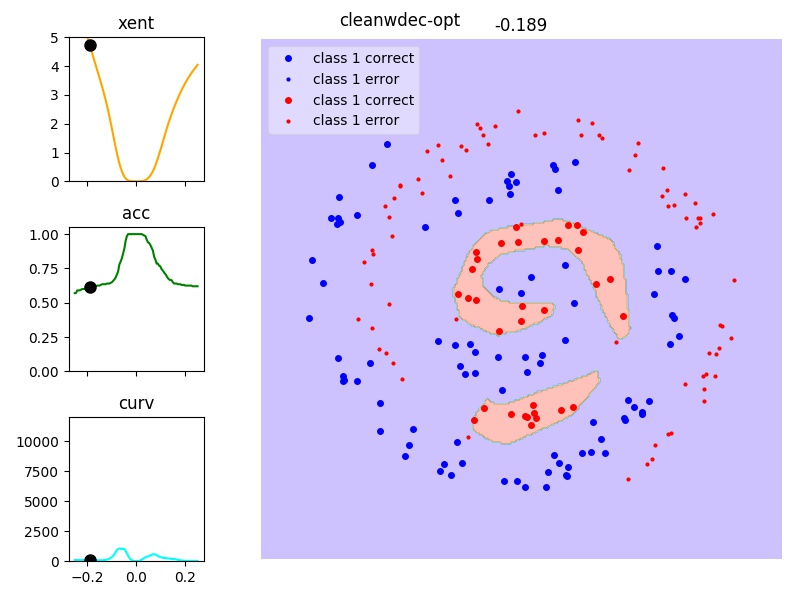 xent
5
4
3
2
1
0
acc
1.00
0.75
0.50
0.25
0.00
curv
10000
7500
5000
2500
0
−0.2 0.0 0.2
cleanwdec-opt -0.189
class 1 correct
class 1 error
class 1 correct
class 1 error